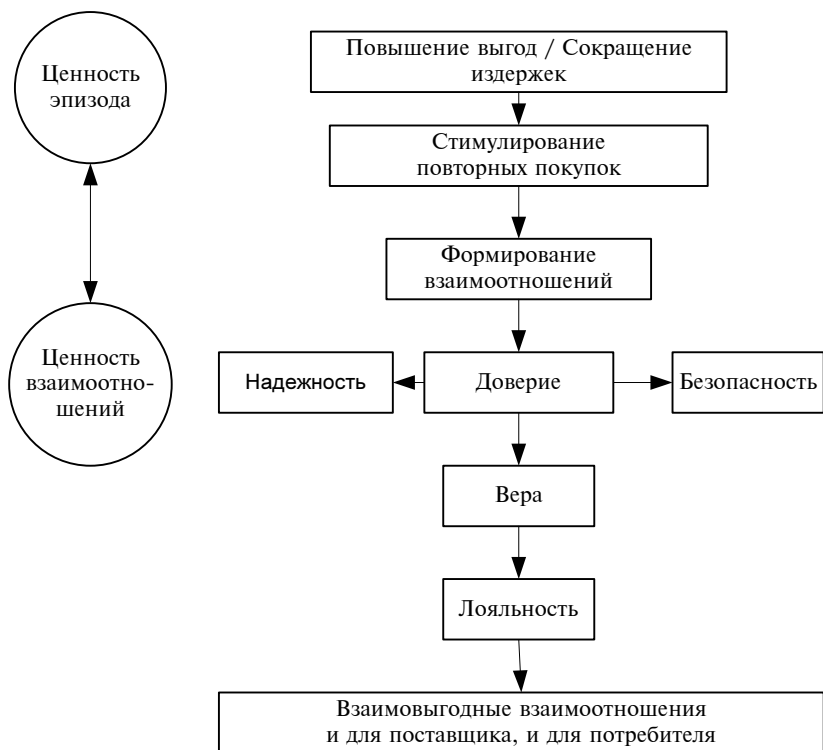 Ценность
эпизода
Повышение выгод / Сокращение
издержек
Стимулирование
повторных покупок
Формирование
взаимоотношений
Ценность
взаимоотно-
шений
Надежность
Доверие
Безопасность
Вера
Лояльность
Взаимовыгодные взаимоотношения
и для поставщика, и для потребителя